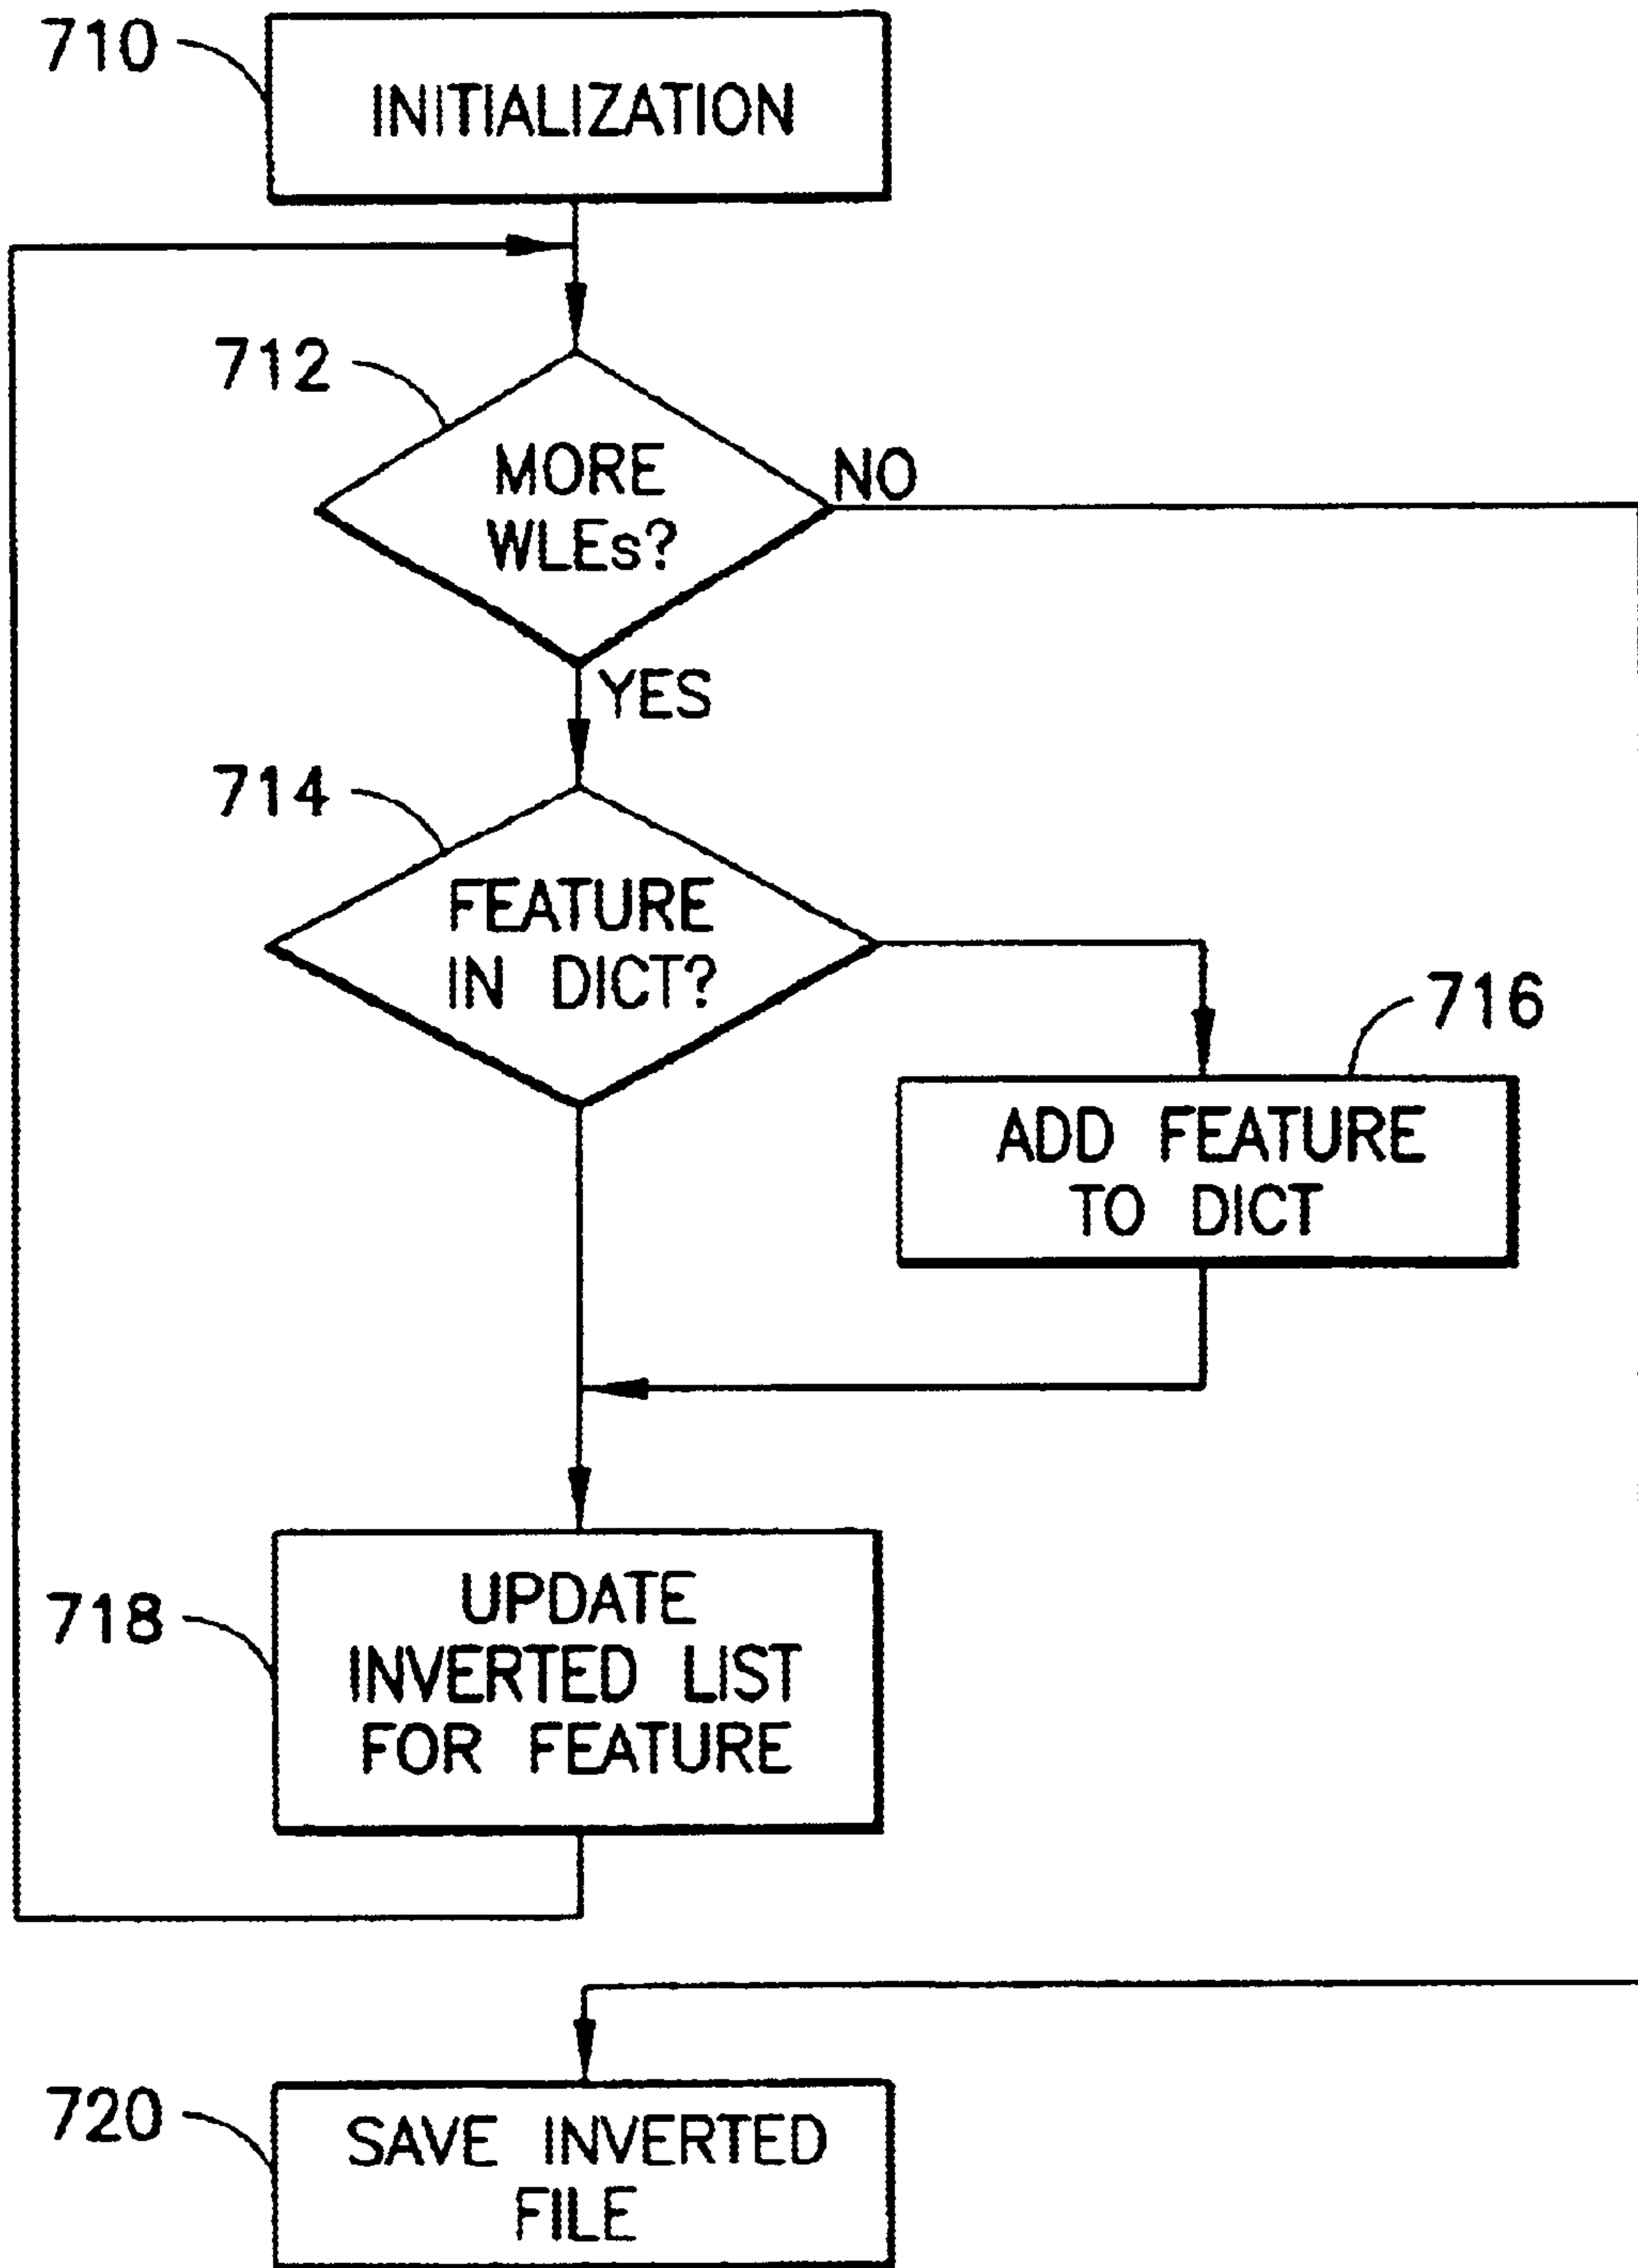 710
INITIALIZATION
712
MORE
WLEs?
NO
YES
714
FEATURE
IN DICT?
716
ADD FEATURE
TO DICT
718
UPDATE
INVERTED LIST
FOR FEATURE
720
SAVE INVERTED
FILE